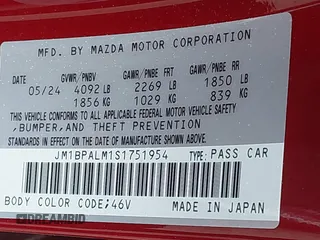 MFD. BY MAZDA MOTOR CORPORATION
GVWR/PNBV GAWR/PNBE FR GAWR/PNBE RR
05/24 4092 LB 2269 LB 1850 LB
1856 KG 1029 KG 839 KG
THIS VEHICLE CONFORMS TO ALL APPLICABLE FEDERAL MOTOR
VEHICLE SAFETY
,BUMPER,AND THEFT PREVENTION
STANDARDS IN EFFECT ON THE DATE OF MANUFACTURE SHOWN ABOVE.
JM1BPALM1S1751954 TYPE:PASS CAR
BODY COLOR CODE:46V MADE IN JAPAN
DREAMBID